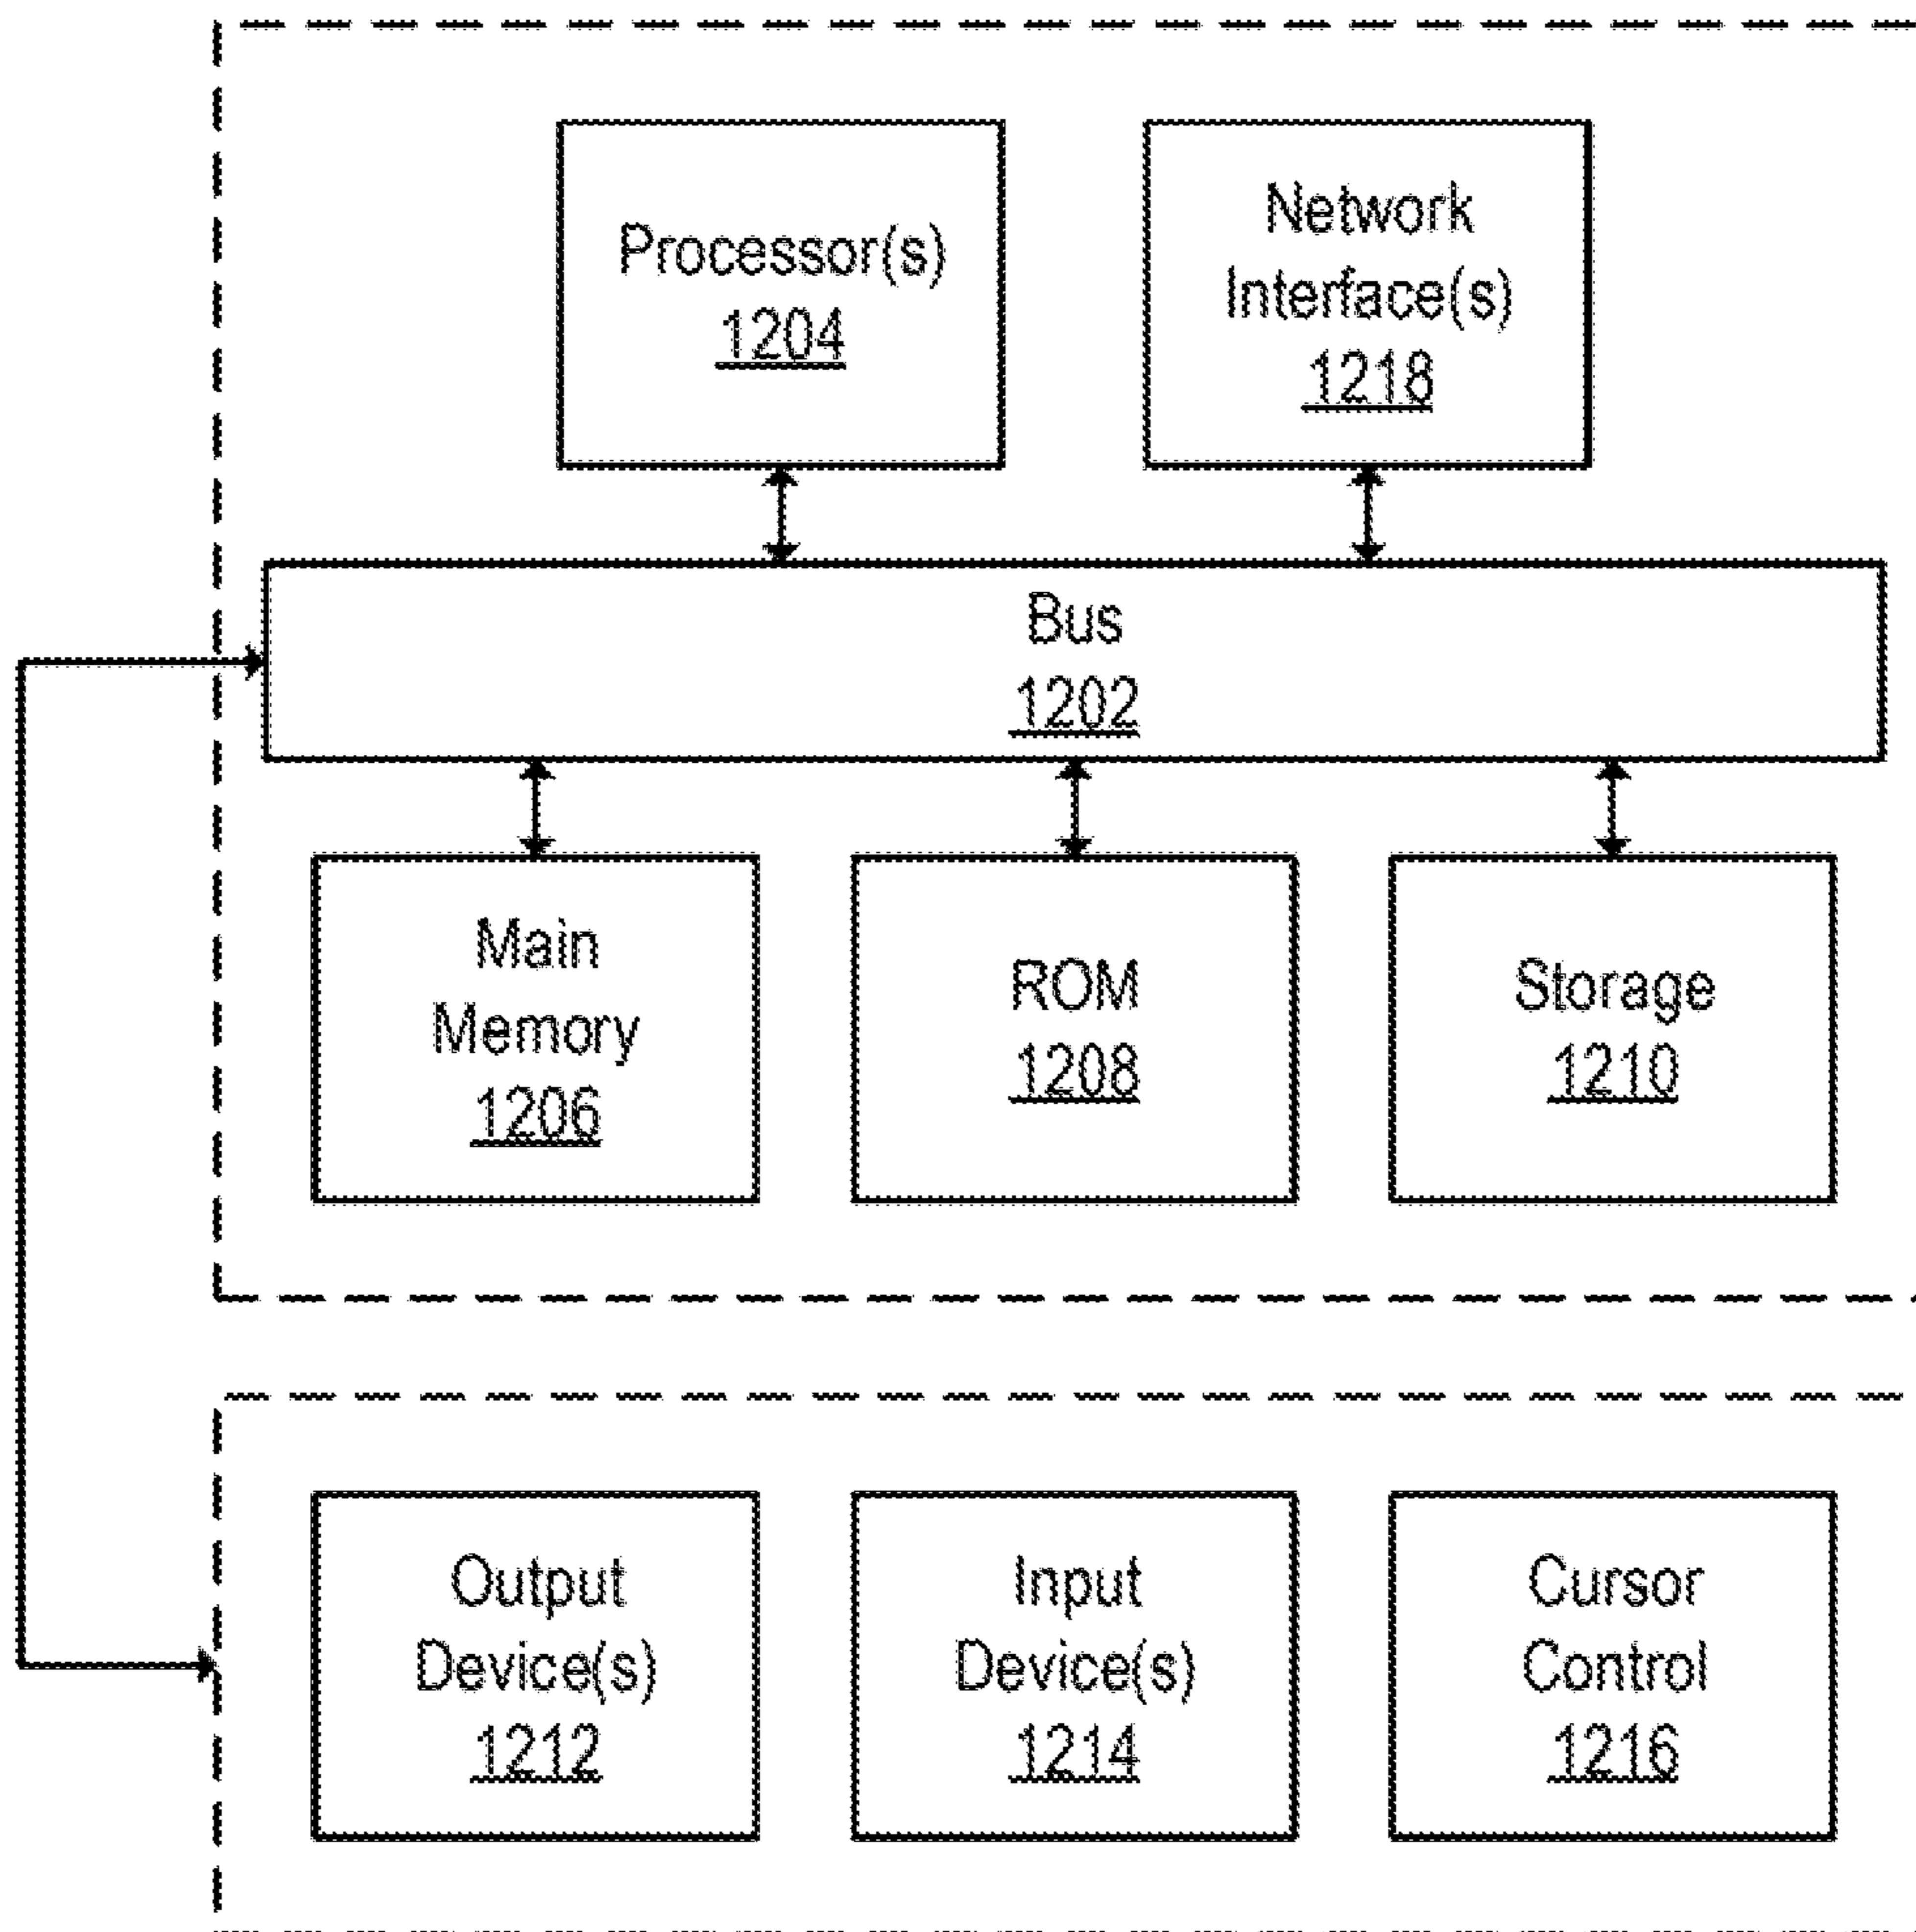 Processor(s)
1204
Network
Interface(s)
1218
Bus
1202
Main
Memory
1206
ROM
1208
Storage
1210
Output
Device(s)
1212
Input
Device(s)
1214
Cursor
Control
1216